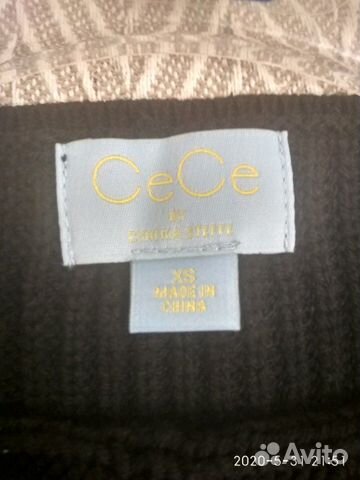 CeCe
BY
XS
MADE IN
CHINA
2020-5-31 21:51
Avito